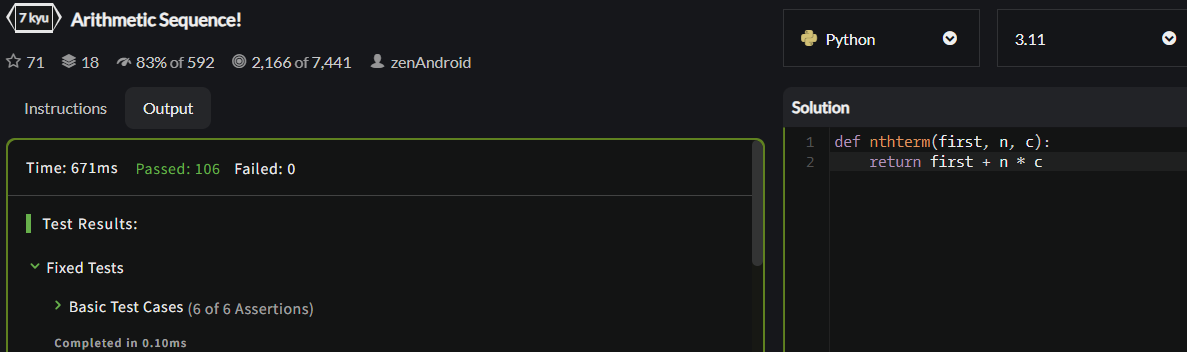 7 kyu Arithmetic Sequence!
71 18 83% of 592 2,166 of 7,441 zenAndroid
Instructions Output
Time: 671ms Passed: 106 Failed: 0
Test Results:
Fixed Tests
Basic Test Cases (6 of 6 Assertions)
Completed in 0.10ms
Python 3.11
Solution
1 def nthterm(first, n, c):
2 return first + n * c